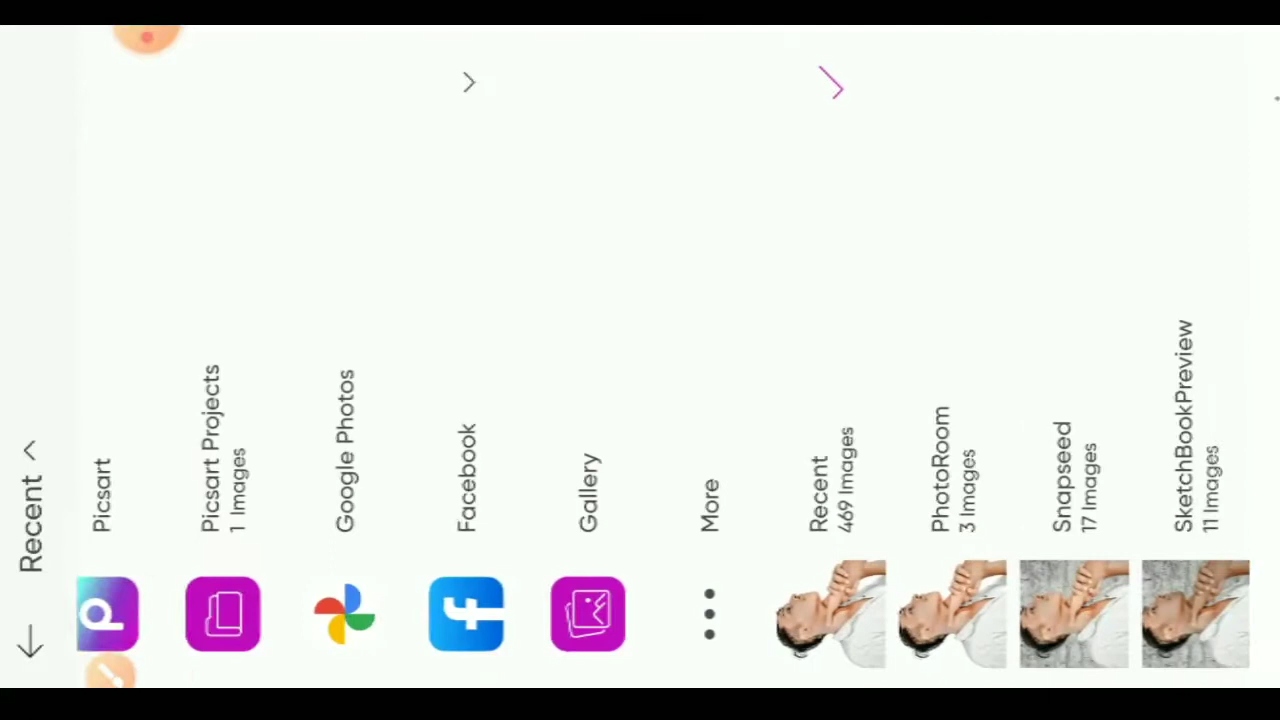 Recent
Picsart
Picsart Projects
1 Images
Google Photos
Facebook
Gallery
More
Recent
469 Images
PhotoRoom
3 Images
Snapseed
17 Images
SketchBookPreview
11 Images